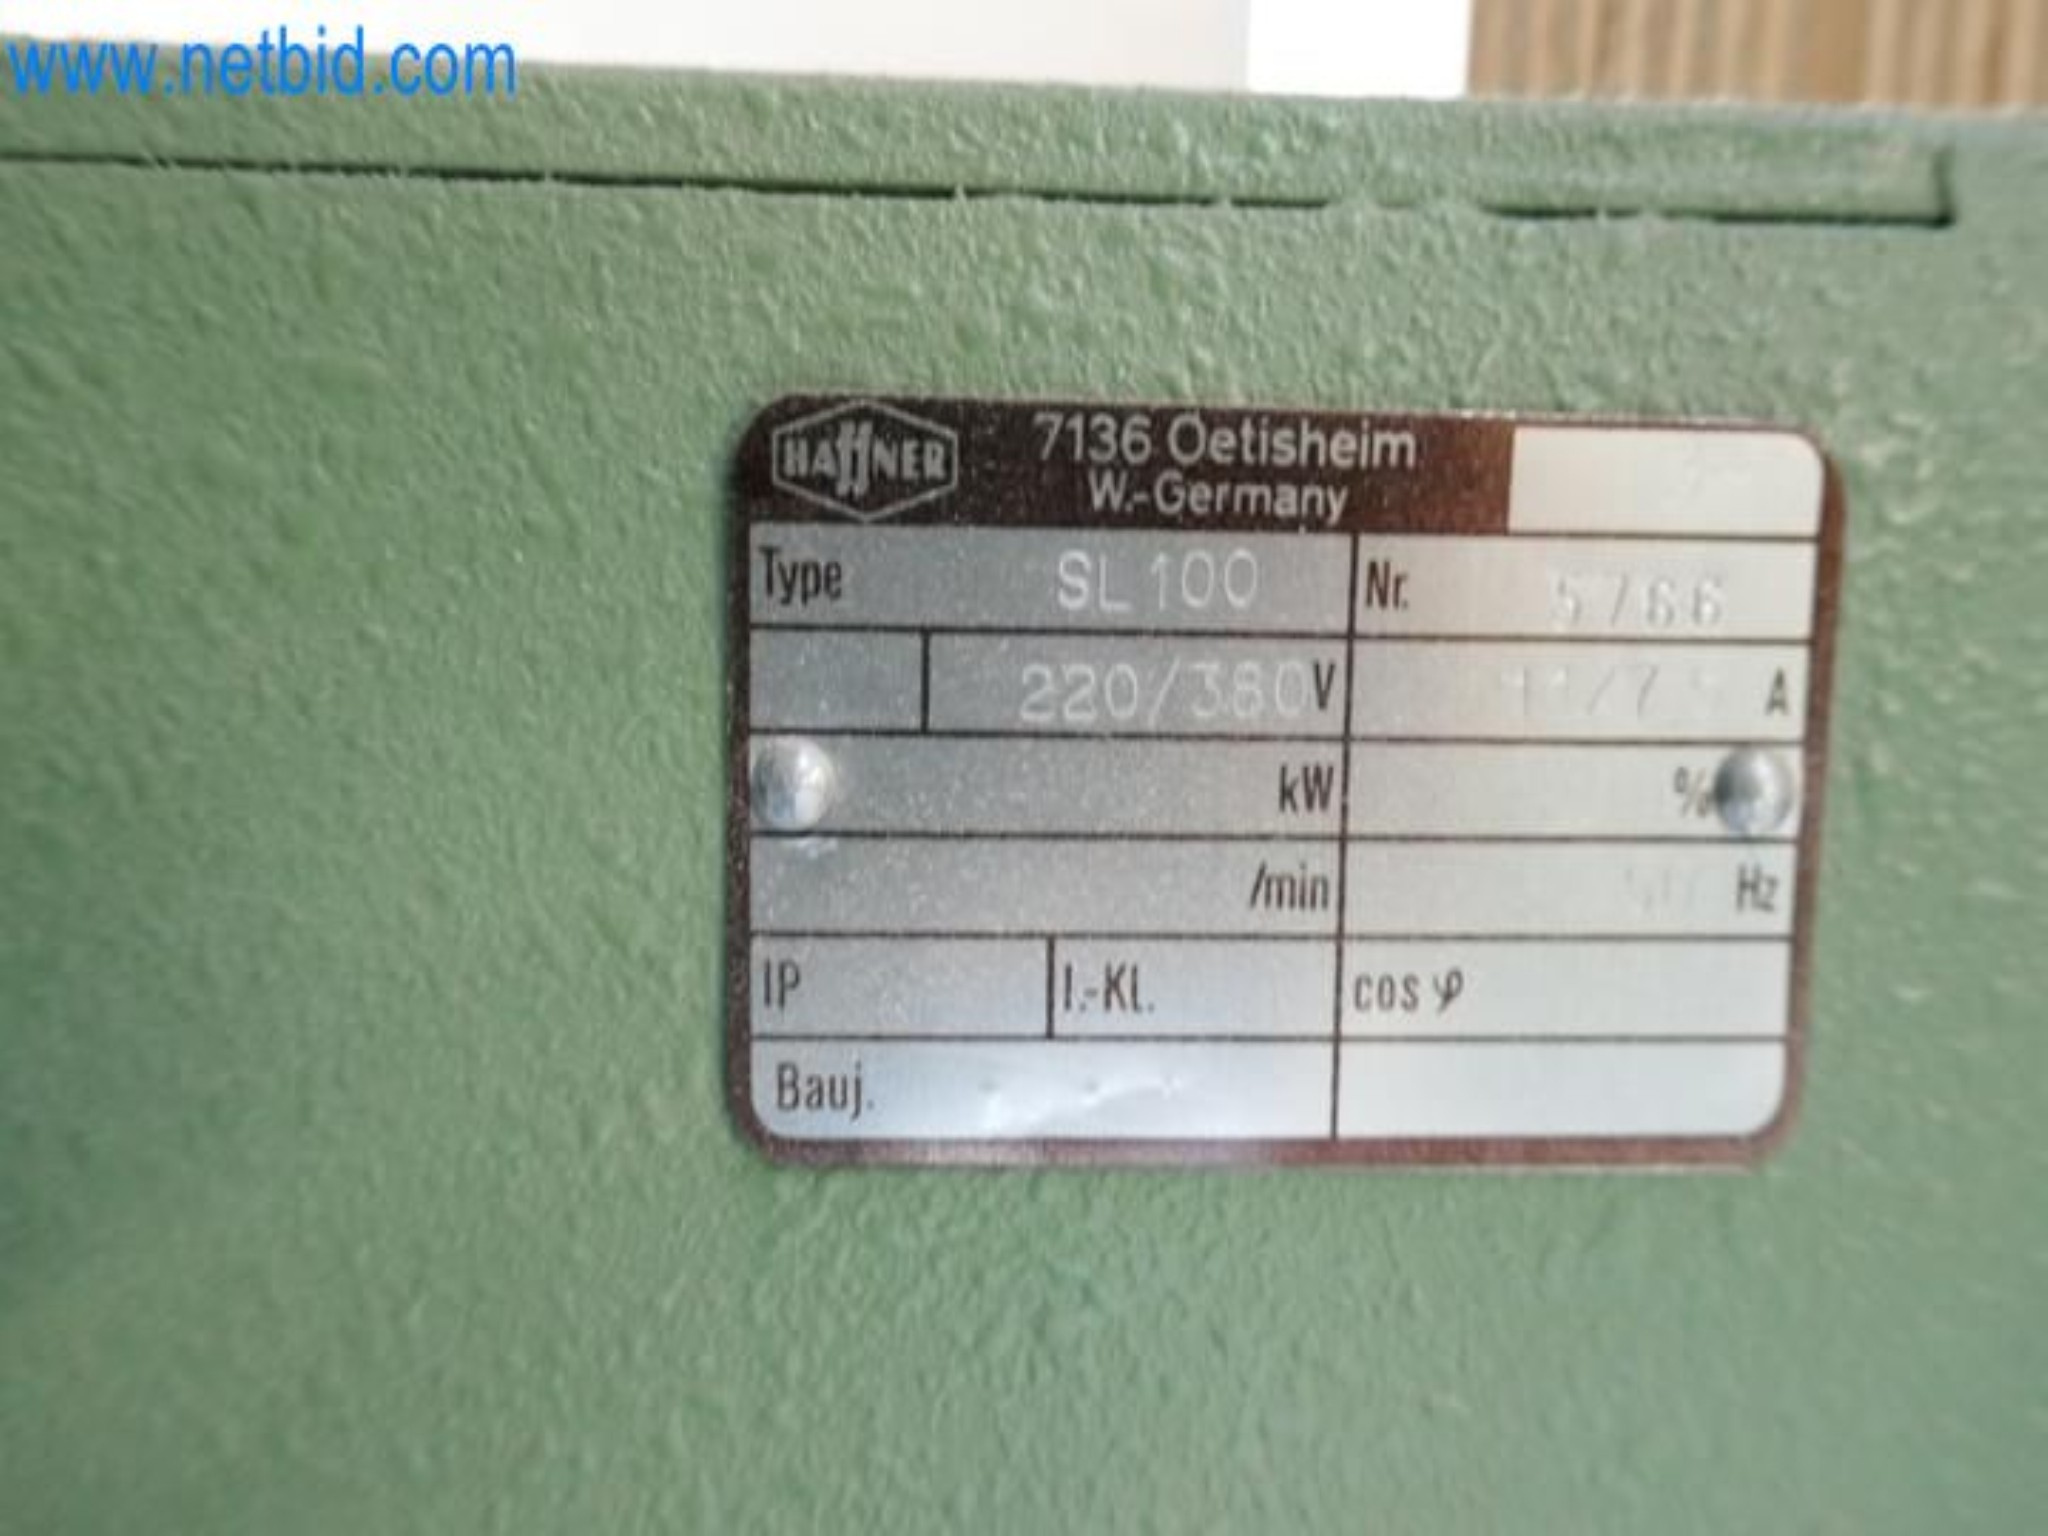 www.netbid.com
HAffNER
7136 Oetisheim
W.-Germany
Type SL 100 Nr. 5766
220/380 V A
kW %
/min Hz
IP I.-Kl. cos φ
Bauj.